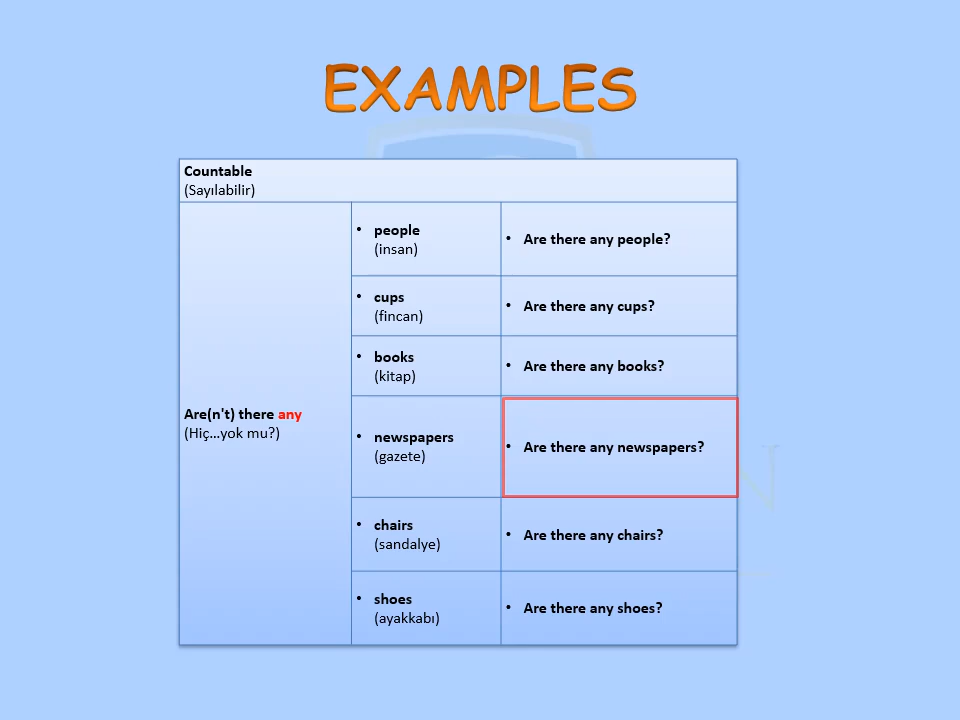 EXAMPLES
Countable
(Sayılabilir)
Are(n't) there any
(Hiç...yok mu?)
• people
(insan)
• Are there any people?
• cups
(fincan)
• Are there any cups?
• books
(kitap)
• Are there any books?
• newspapers
(gazete)
• Are there any newspapers?
• chairs
(sandalye)
• Are there any chairs?
• shoes
(ayakkabı)
• Are there any shoes?